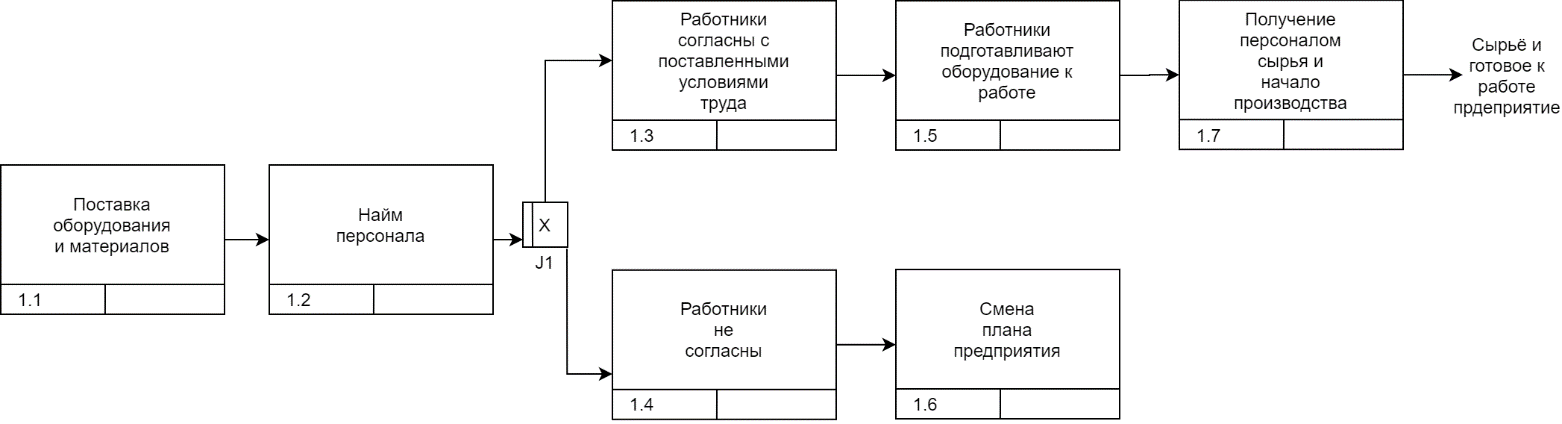 Работники
согласны с
поставленными
условиями
труда
1.3
Работники
подготавливают
оборудование к
работе
1.5
Получение
персоналом
сырья и
начало
производства
1.7
Сырьё и
готовое к
работе
прдеприятие
Поставка
оборудования
и материалов
1.1
Найм
персонала
1.2
X
J1
Работники
не
согласны
1.4
Смена
плана
предприятия
1.6